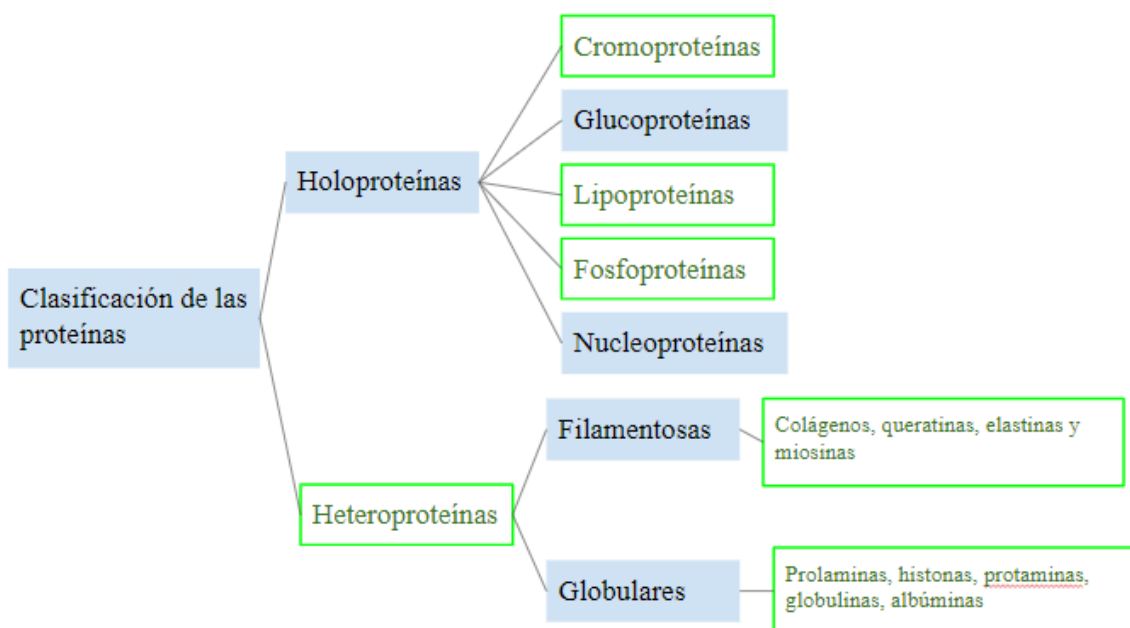 Cromoproteínas
Glucoproteínas
Holoproteínas
Lipoproteínas
Fosfoproteínas
Clasificación de las
proteínas
Nucleoproteínas
Filamentosas
Colágenos, queratinas, elastinas y
miosinas
Heteroproteínas
Globulares
Prolaminas, histonas, protaminas,
globulinas, albúminas